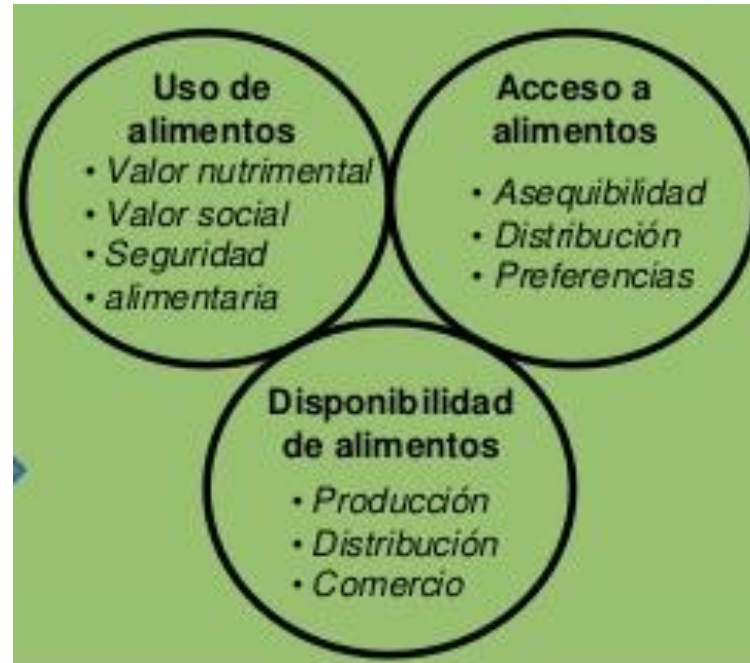 Uso de
alimentos
• Valor nutrimental
• Valor social
• Seguridad
• alimentaria
Acceso a
alimentos
• Asequibilidad
• Distribución
• Preferencias
Disponibilidad
de alimentos
• Producción
• Distribución
• Comercio